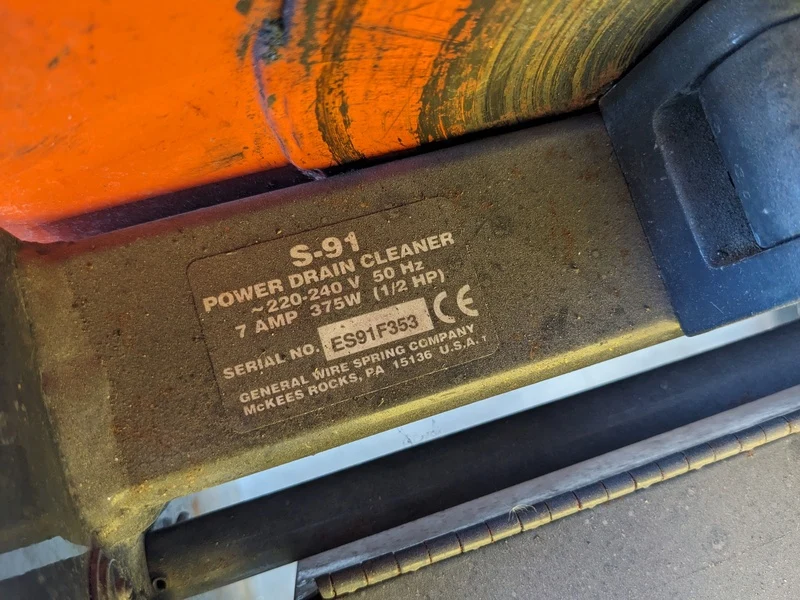 S-91
POWER DRAIN CLEANER
~220-240 V 50 Hz
7 AMP 375W (1/2 HP)
CE
SERIAL NO. ES91F353
GENERAL WIRE SPRING COMPANY
McKEES ROCKS, PA 15136 U.S.A.